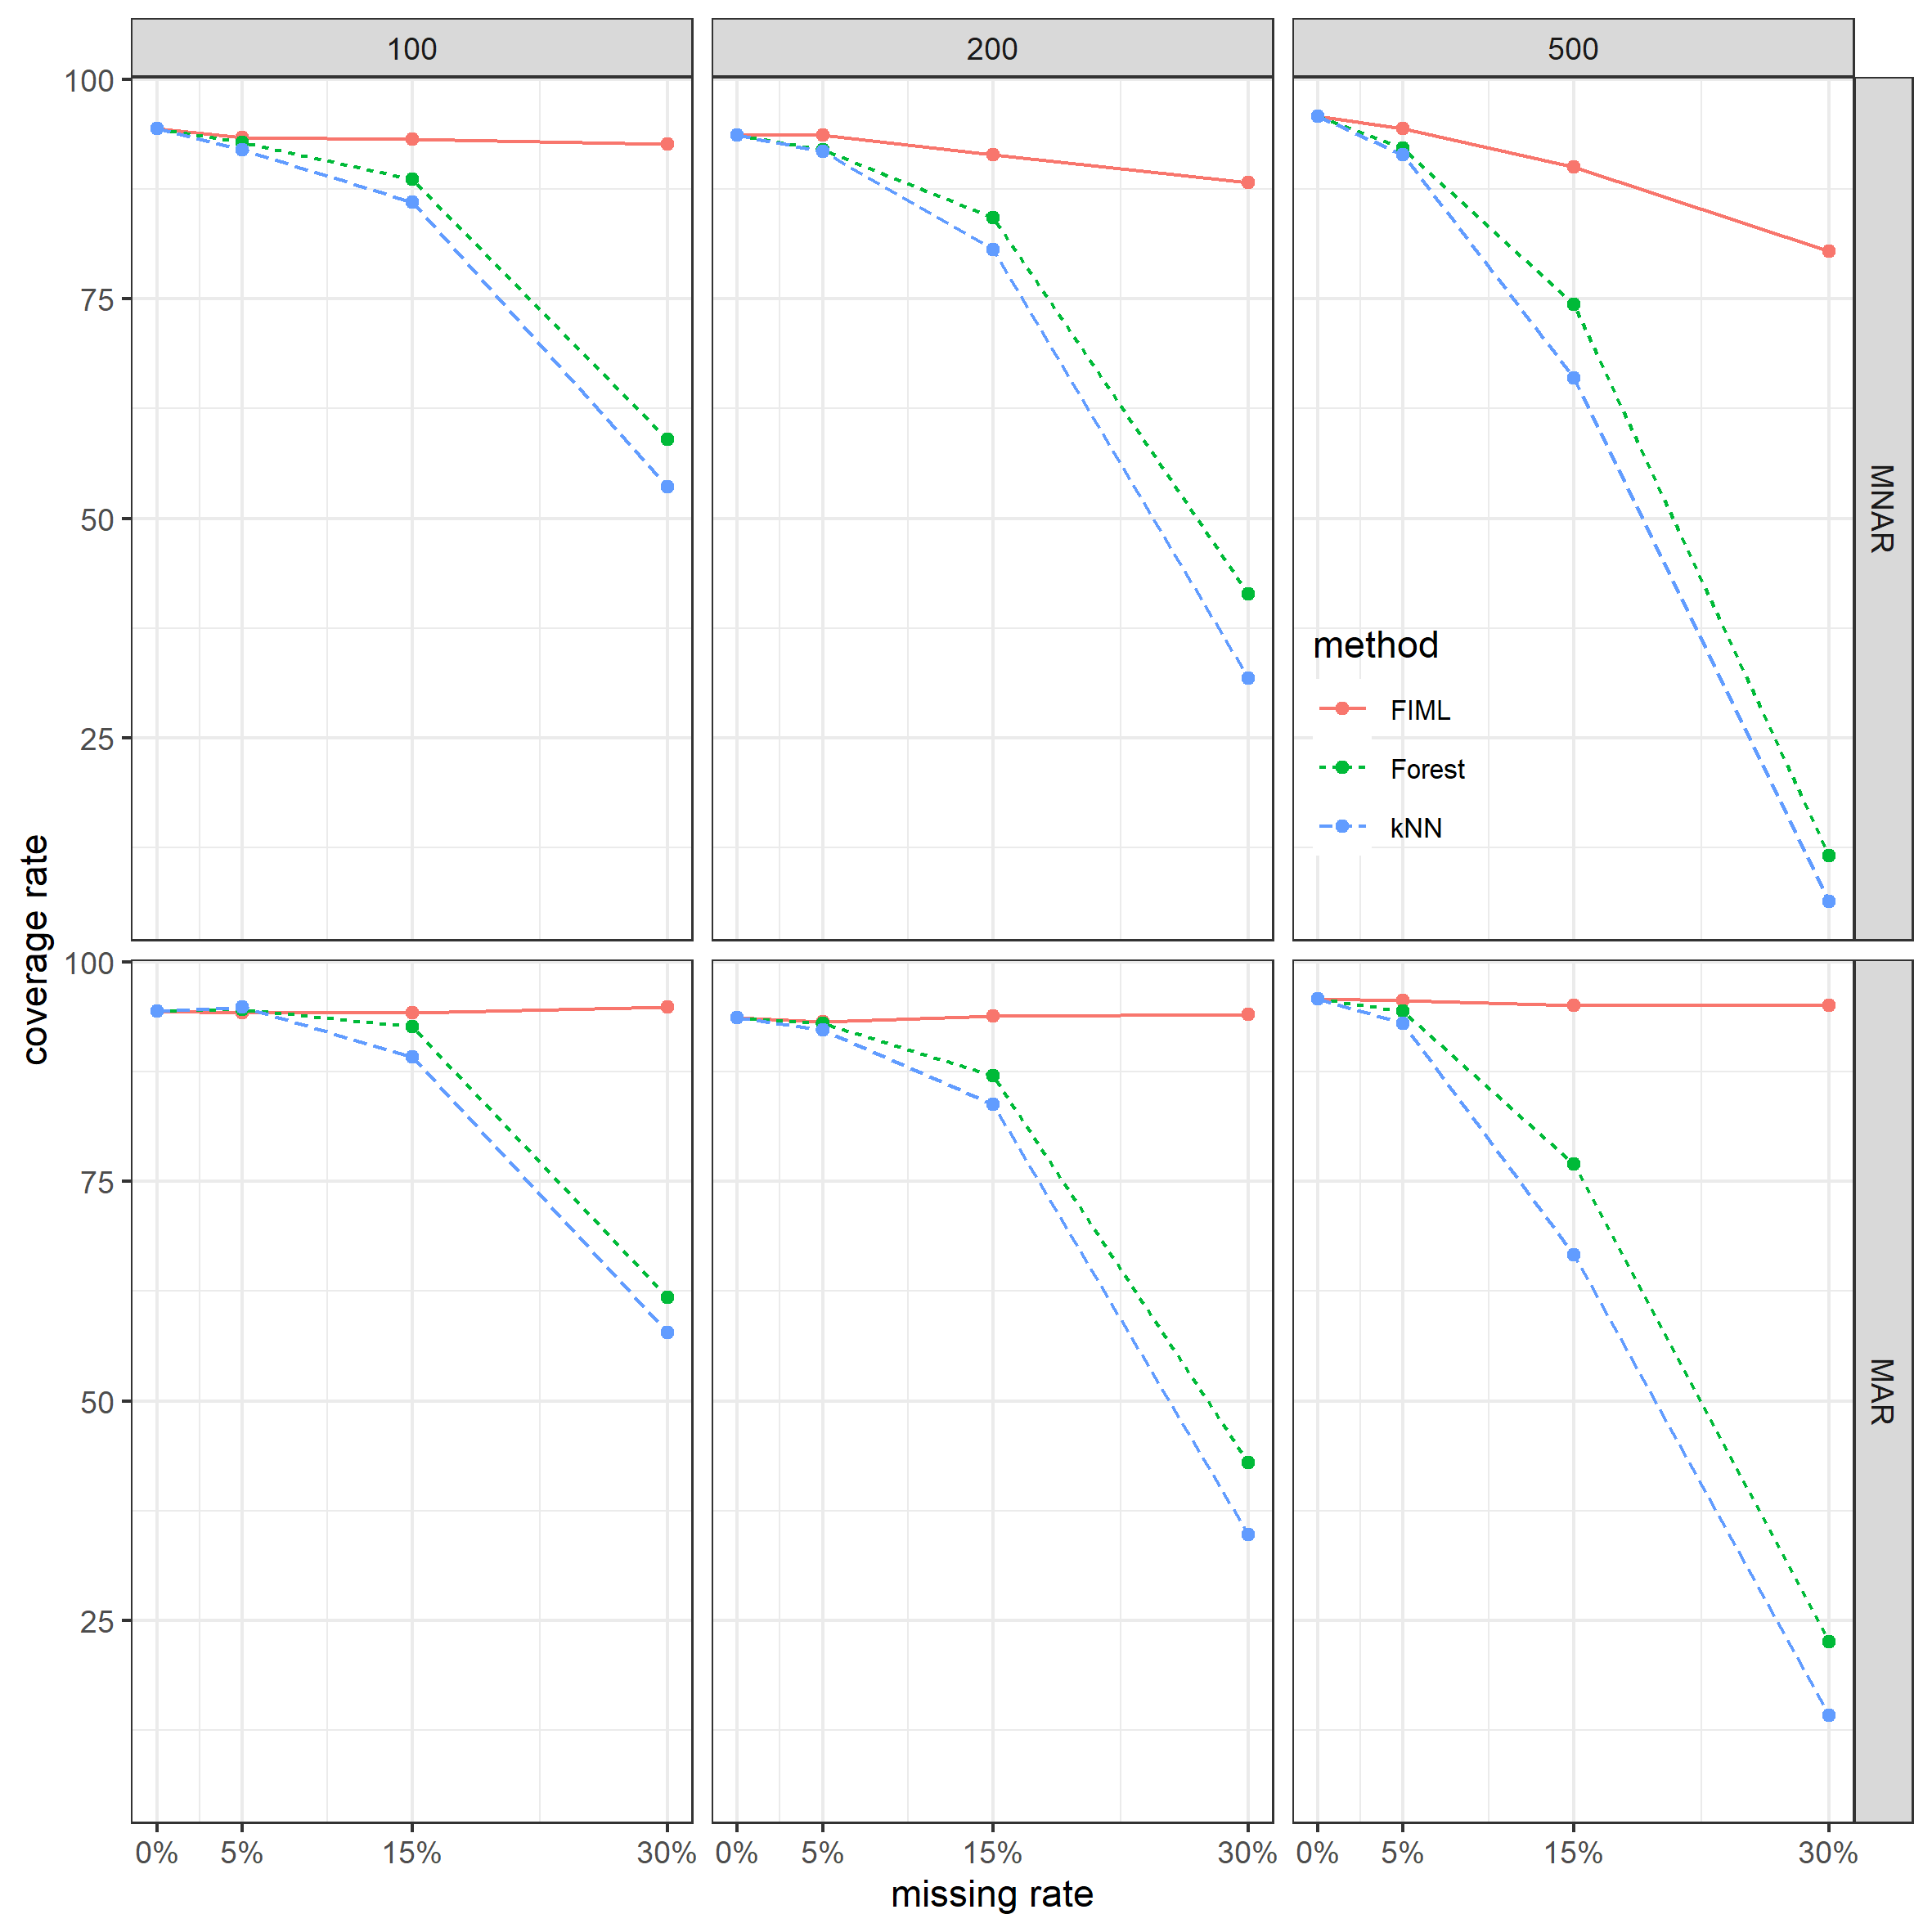 100
200
500
100
75
50
25
MNAR
method
FIML
Forest
kNN
coverage rate
100
75
50
25
MAR
0% 5% 15% 30% 0% 5% 15% 30% 0% 5% 15% 30%
missing rate